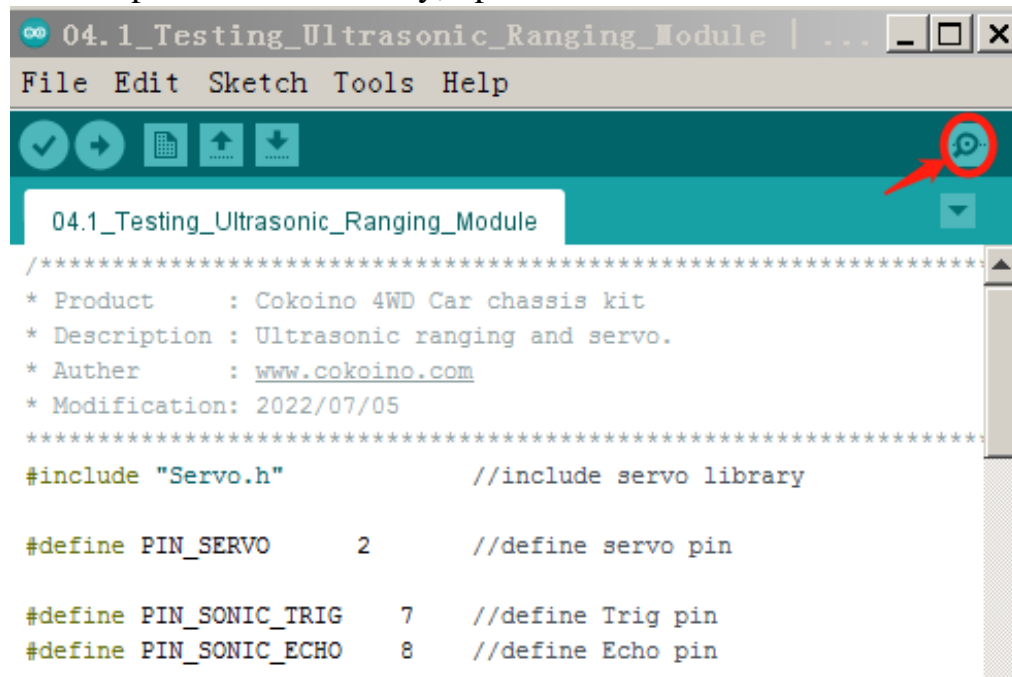 04.1_Testing_Ultrasonic_Ranging_Module | ...
File Edit Sketch Tools Help
04.1_Testing_Ultrasonic_Ranging_Module
/*******************************************************************
* Product : Cokoino 4WD Car chassis kit
* Description : Ultrasonic ranging and servo.
* Auther : www.cokoino.com
* Modification: 2022/07/05
********************************************************************
#include "Servo.h" //include servo library
#define PIN_SERVO 2 //define servo pin
#define PIN_SONIC_TRIG 7 //define Trig pin
#define PIN_SONIC_ECHO 8 //define Echo pin